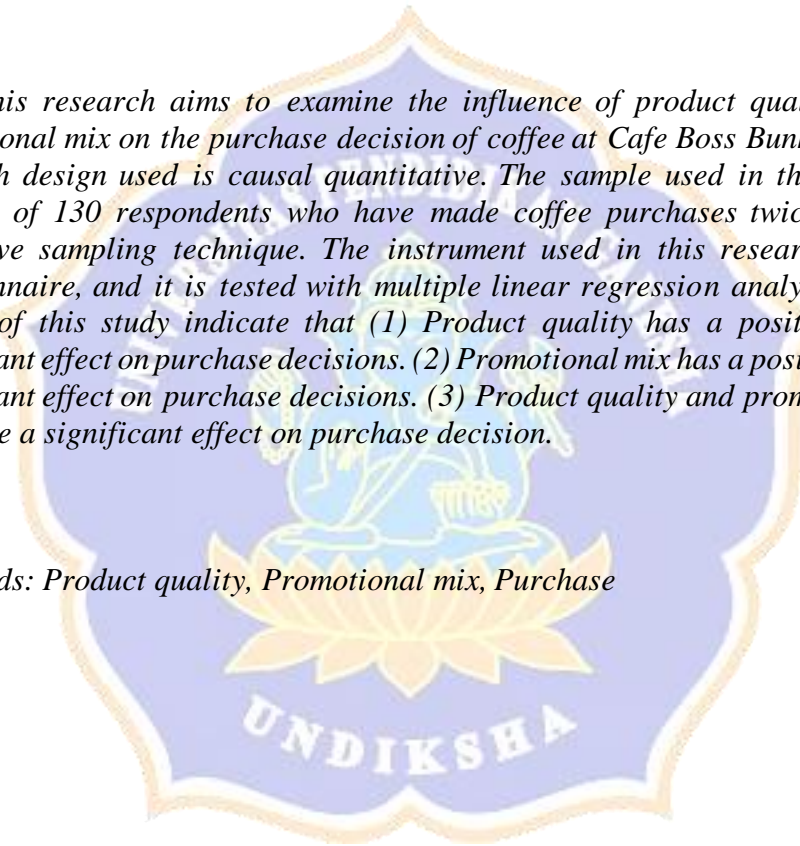 his research aims to examine the influence of product qual
onal mix on the purchase decision of coffee at Cafe Boss Bunl
h design used is causal quantitative. The sample used in th
of 130 respondents who have made coffee purchases twic
ve sampling technique. The instrument used in this resear
nnaire, and it is tested with multiple linear regression analy
of this study indicate that (1) Product quality has a posit
ant effect on purchase decisions. (2) Promotional mix has a posi
ant effect on purchase decisions. (3) Product quality and prom
e a significant effect on purchase decision.
ds: Product quality, Promotional mix, Purchase
UNDIKSHA